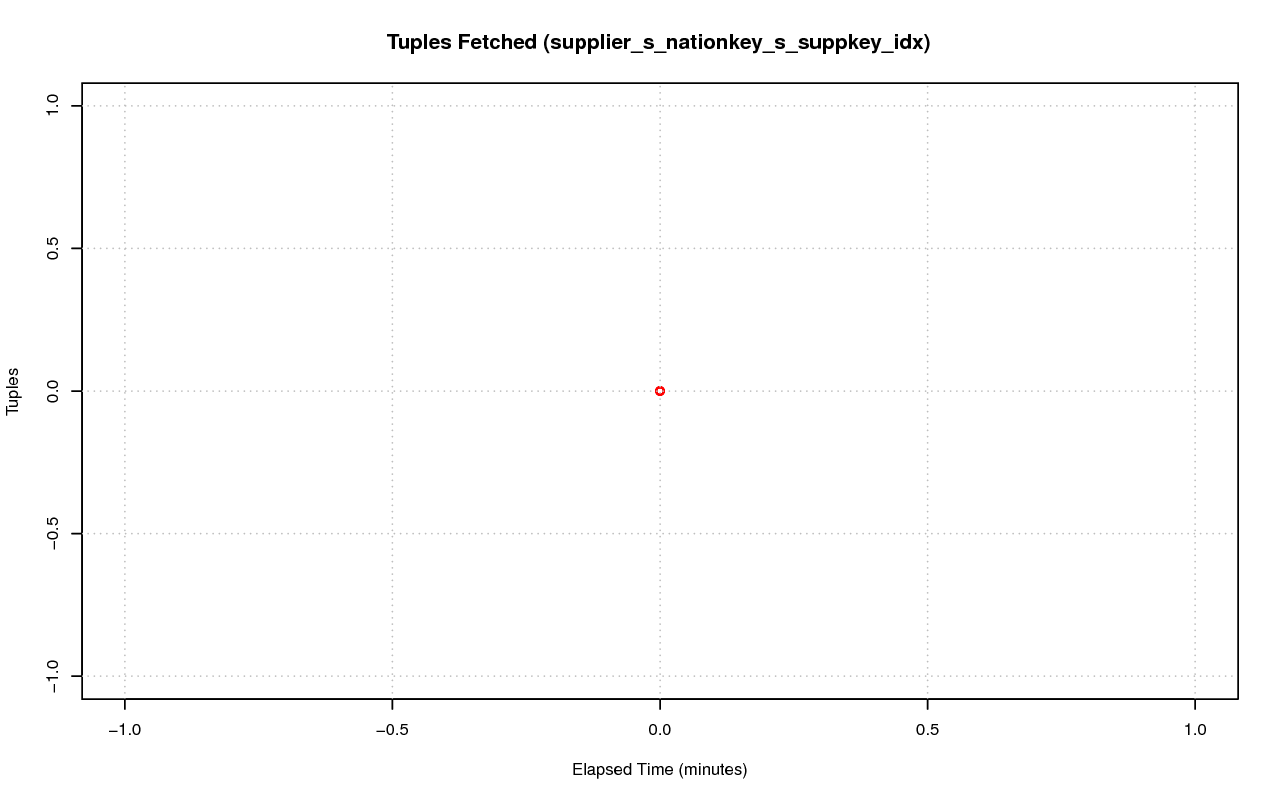 Tuples Fetched (supplier_s_nationkey_s_suppkey_idx)
1.0
0.5
0.0
−0.5
−1.0
Tuples
−1.0 −0.5 0.0 0.5 1.0
Elapsed Time (minutes)